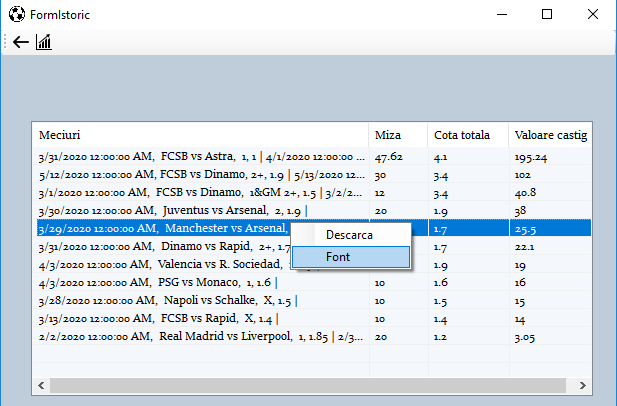 FormIstoric
Meciuri Miza Cota totala Valoare castig
3/31/2020 12:00:00 AM, FCSB vs Astra, 1, 1 | 4/1/2020 12:00:00 ... 47.62 4.1 195.24
5/12/2020 12:00:00 AM, FCSB vs Dinamo, 2+, 1.9 | 5/13/2020 12:0... 30 3.4 102
3/1/2020 12:00:00 AM, FCSB vs Dinamo, 1&GM 2+, 1.5 | 3/2/2... 12 3.4 40.8
3/30/2020 12:00:00 AM, Juventus vs Arsenal, 2, 1.9 | 20 1.9 38
3/29/2020 12:00:00 AM, Manchester vs Arsenal, 1.7 25.5
Descarca
3/31/2020 12:00:00 AM, Dinamo vs Rapid, 2+, 1.7 1.7 22.1
Font
4/3/2020 12:00:00 AM, Valencia vs R. Sociedad, 1.9 19
4/3/2020 12:00:00 AM, PSG vs Monaco, 1, 1.6 | 10 1.6 16
3/28/2020 12:00:00 AM, Napoli vs Schalke, X, 1.5 | 10 1.5 15
3/13/2020 12:00:00 AM, FCSB vs Rapid, X, 1.4 | 10 1.4 14
2/2/2020 12:00:00 AM, Real Madrid vs Liverpool, 1, 1.85 | 2/3... 20 1.2 3.05